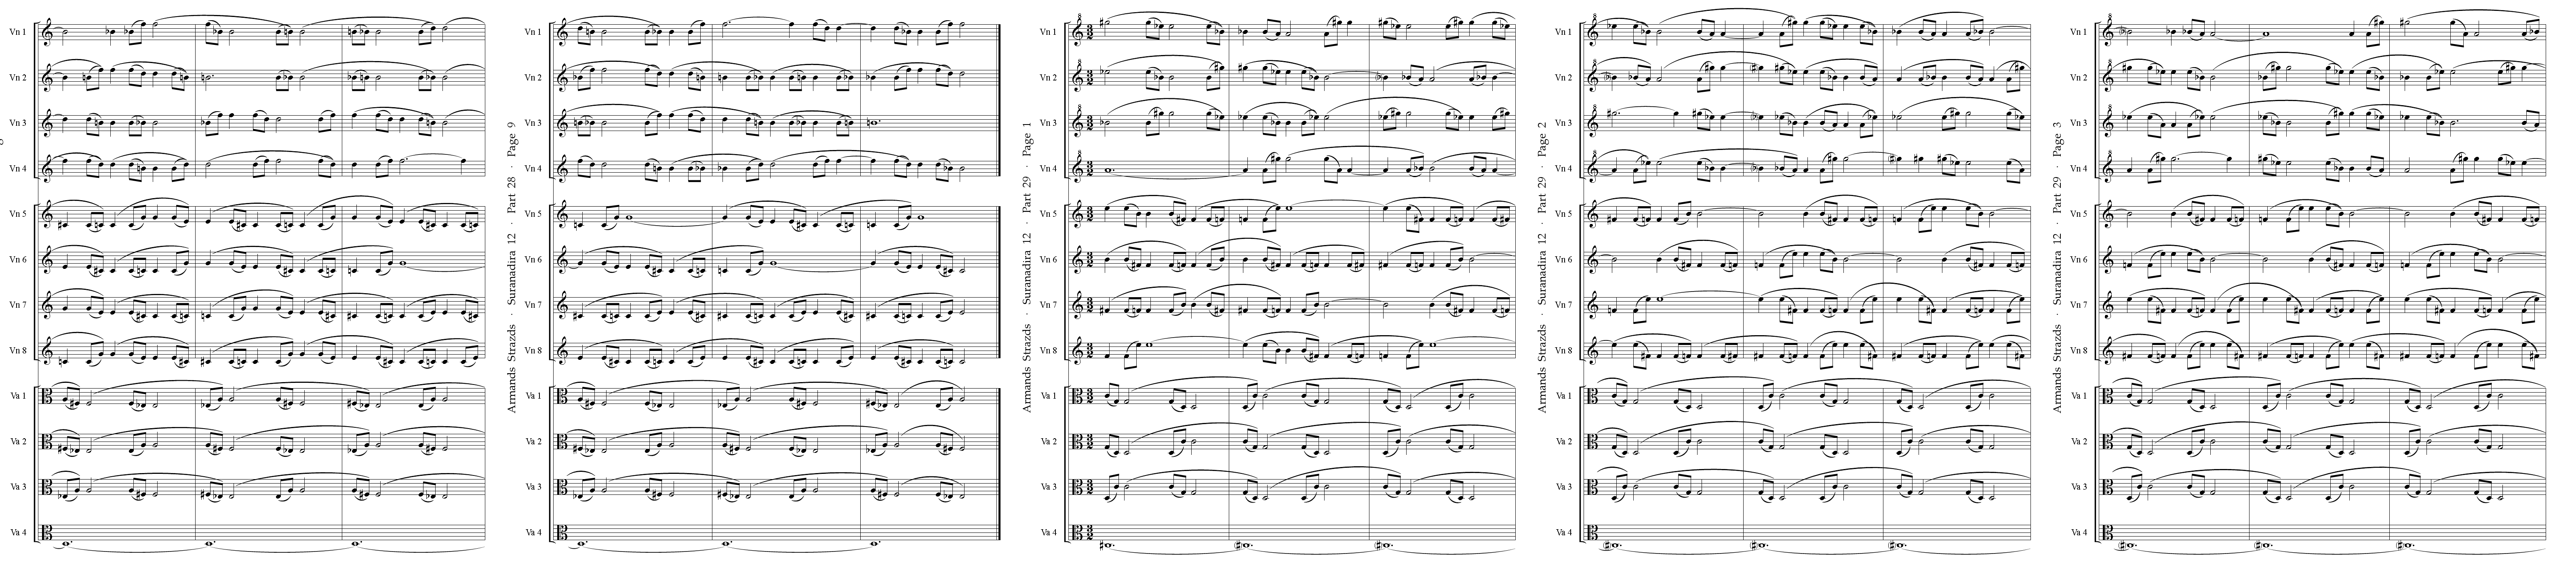 Vn 1
Vn 2
Vn 3
Vn 4
Vn 5
Vn 6
Vn 7
Vn 8
Va 1
Va 2
Va 3
Va 4
Armands Strazds · Suranadira 12 · Part 28 · Page 9
Vn 1
Vn 2
Vn 3
Vn 4
Vn 5
Vn 6
Vn 7
Vn 8
Va 1
Va 2
Va 3
Va 4
Armands Strazds · Suranadira 12 · Part 29 · Page 1
Vn 1
Vn 2
Vn 3
Vn 4
Vn 5
Vn 6
Vn 7
Vn 8
Va 1
Va 2
Va 3
Va 4
Armands Strazds · Suranadira 12 · Part 29 · Page 2
Vn 1
Vn 2
Vn 3
Vn 4
Vn 5
Vn 6
Vn 7
Vn 8
Va 1
Va 2
Va 3
Va 4
Armands Strazds · Suranadira 12 · Part 29 · Page 3
Vn 1
Vn 2
Vn 3
Vn 4
Vn 5
Vn 6
Vn 7
Vn 8
Va 1
Va 2
Va 3
Va 4